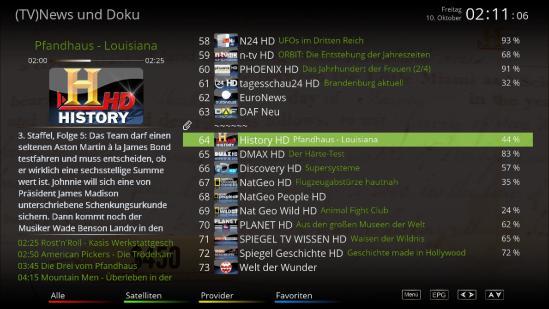 (TV)News und Doku
Freitag
10. Oktober
02:11:06
Pfandhaus - Louisiana
02:00 02:25
H
HD
HISTORY
3. Staffel, Folge 5: Das Team darf einen
seltenen Aston Martin à la James Bond
testfahren und muss entscheiden, ob
er wirklich eine sechsstellige Summe
wert ist. Johnnie will sich eine von
Präsident James Madison
unterschriebene Schenkungsurkunde
sichern. Dann kommt noch der
Musiker Wade Benson Landry in den
02:25 Rost'n'Roll - Kasis Werkstattgesc
02:50 American Pickers - Die Trödelsam
03:45 Die Drei vom Pfandhaus
04:15 Mountain Men - Überleben in der
58 N24 HD UFOs im Dritten Reich 93 %
59 n-tv HD ORBIT: Die Entstehung der Jahreszeiten 68 %
60 PHOENIX HD Das Jahrhundert der Frauen (2/4) 91 %
61 tagesschau24 HD Brandenburg aktuell 32 %
62 EuroNews
63 DAF Neu
~~~~~~
64 History HD Pfandhaus - Louisiana 44 %
65 DMAX HD Der Härte-Test 83 %
66 Discovery HD Supersysteme 57 %
67 NatGeo HD Flugzeugabstürze hautnah 35 %
68 NatGeo People HD
69 Nat Geo Wild HD Animal Fight Club 24 %
70 PLANET HD Aus den großen Museen der Welt 62 %
71 SPIEGEL TV WISSEN HD Waisen der Wildnis 65 %
72 Spiegel Geschichte HD Geschichte made in Hollywood 72 %
73 Welt der Wunder
Alle Satelliten Provider Favoriten Menü EPG